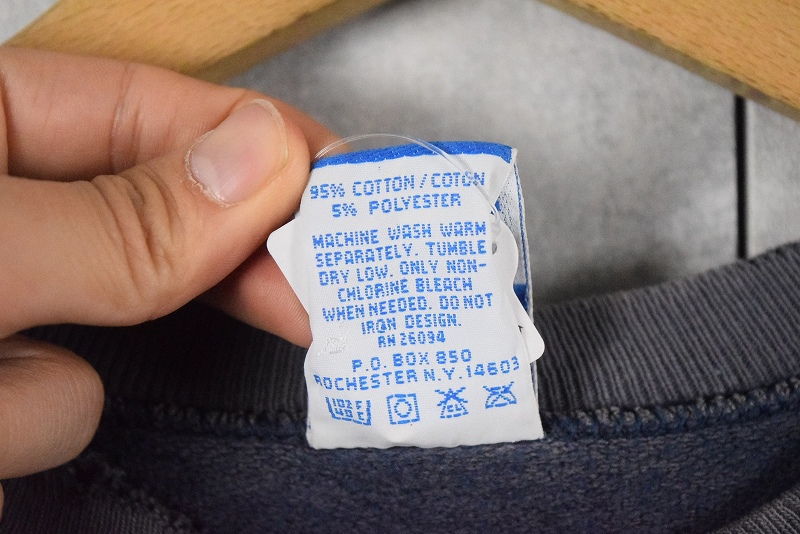 95% COTTON / COTON
5% POLYESTER
MACHINE WASH WARM
SEPARATELY. TUMBLE
DRY LOW. ONLY NON-
CHLORINE BLEACH
WHEN NEEDED. DO NOT
IRON DESIGN.
RN 26094
P.O. BOX 850
ROCHESTER N.Y. 14603